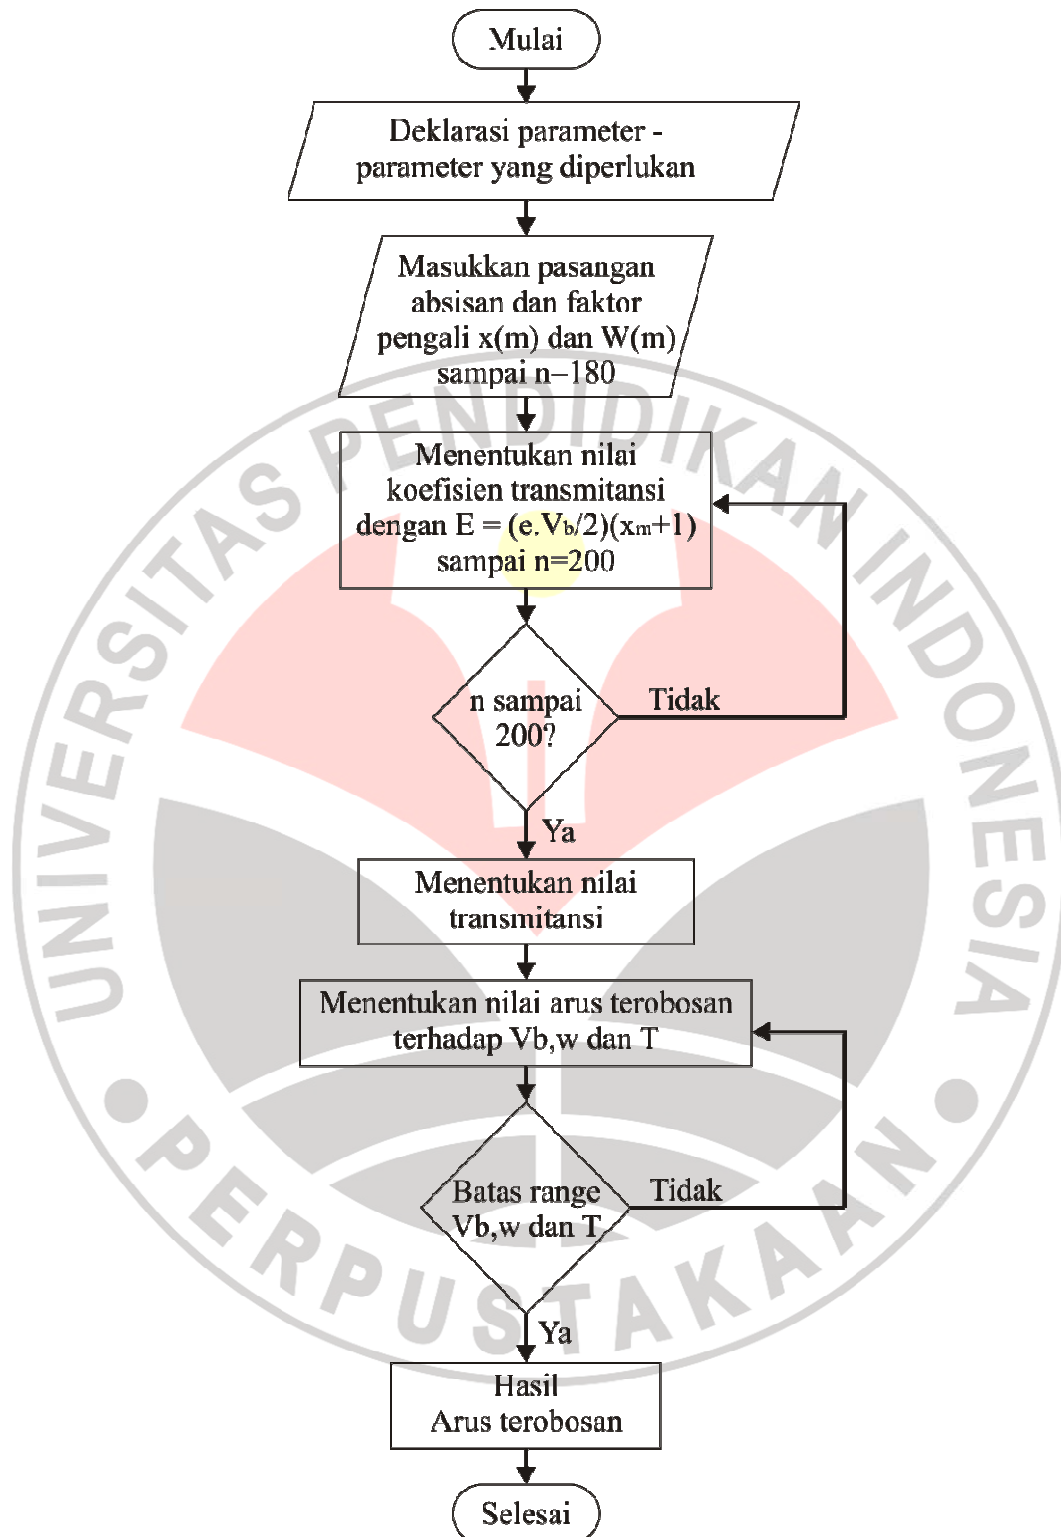 Mulai
Deklarasi parameter -
parameter yang diperlukan
Masukkan pasangan
absisan dan faktor
pengali x(m) dan W(m)
sampai n–180
Menentukan nilai
koefisien transmitansi
dengan E = (e.Vb/2)(xm+1)
sampai n=200
n sampai
200?
Tidak
Ya
Menentukan nilai
transmitansi
Menentukan nilai arus terobosan
terhadap Vb,w dan T
Batas range
Vb,w dan T
Tidak
Ya
Hasil
Arus terobosan
Selesai
UNIVERSITAS PENDIDIKAN INDONESIA
PERPUSTAKAAN